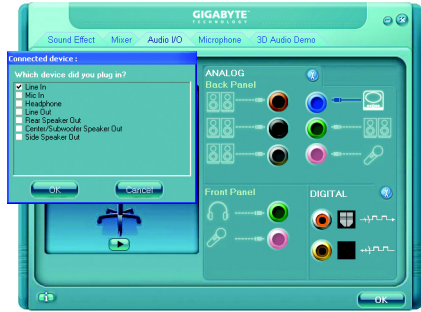 GIGABYTE
TECHNOLOGY
Sound Effect Mixer Audio I/O Microphone 3D Audio Demo
Connected device :
Which device did you plug in?
Line In
Mic In
Headphone
Line Out
Rear Speaker Out
Center/Subwoofer Speaker Out
Side Speaker Out
OK Cancel
ANALOG
Back Panel
Front Panel
DIGITAL
OK